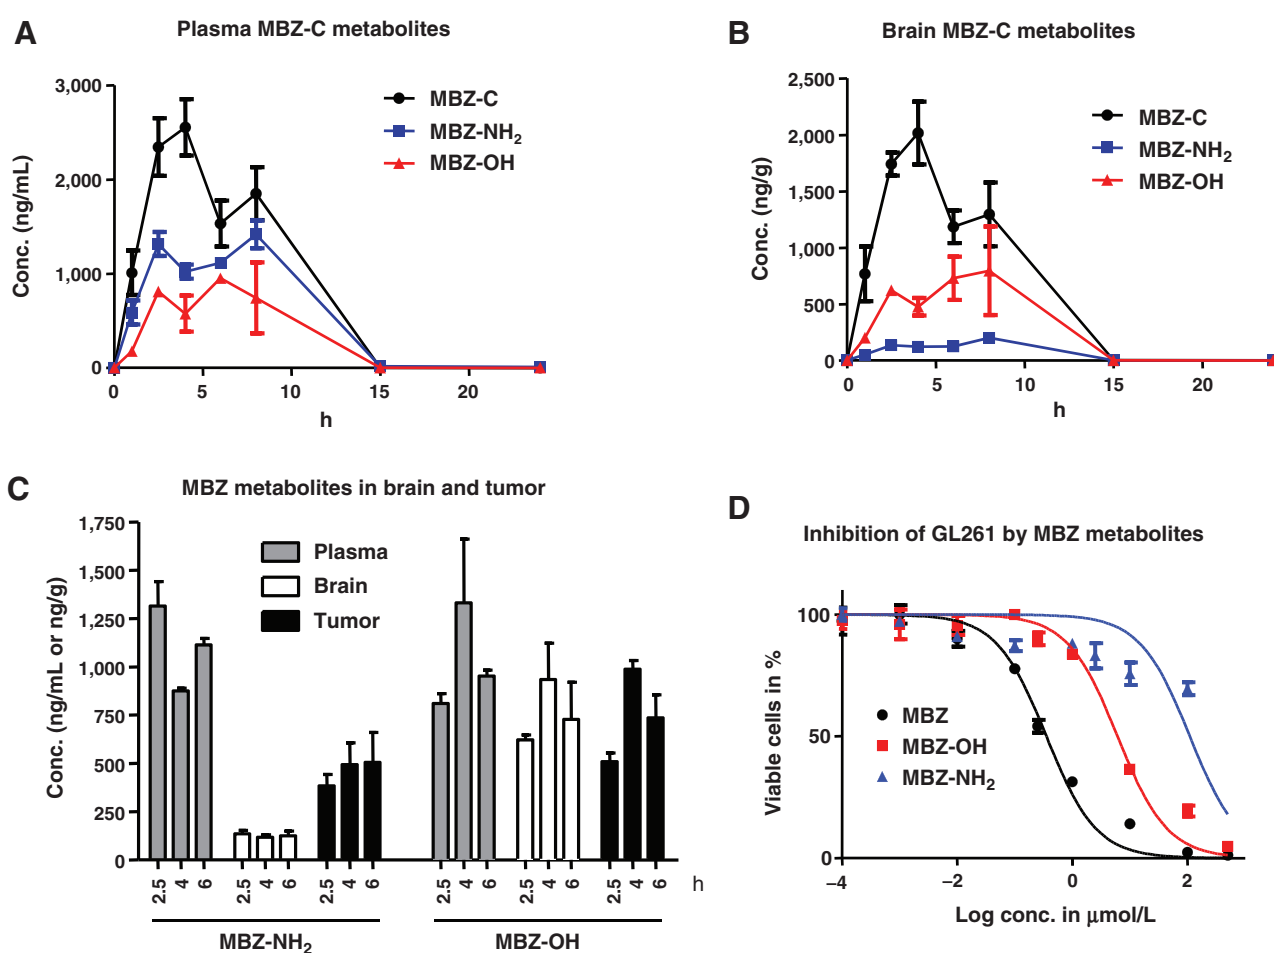 A
Plasma MBZ-C metabolites
Conc. (ng/mL)
3,000
2,000
1,000
0
0 5 10 15 20
h
MBZ-C
MBZ-NH2
MBZ-OH
B
Brain MBZ-C metabolites
Conc. (ng/g)
2,500
2,000
1,500
1,000
500
0
0 5 10 15 20
h
MBZ-C
MBZ-NH2
MBZ-OH
C
MBZ metabolites in brain and tumor
Conc. (ng/mL or ng/g)
1,750
1,500
1,250
1,000
750
500
250
0
Plasma
Brain
Tumor
2.5 4 6 2.5 4 6 2.5 4 6 2.5 4 6 2.5 4 6 2.5 4 6 h
MBZ-NH2 MBZ-OH
D
Inhibition of GL261 by MBZ metabolites
Viable cells in %
100
50
0
MBZ
MBZ-OH
MBZ-NH2
−4 −2 0 2
Log conc. in μmol/L